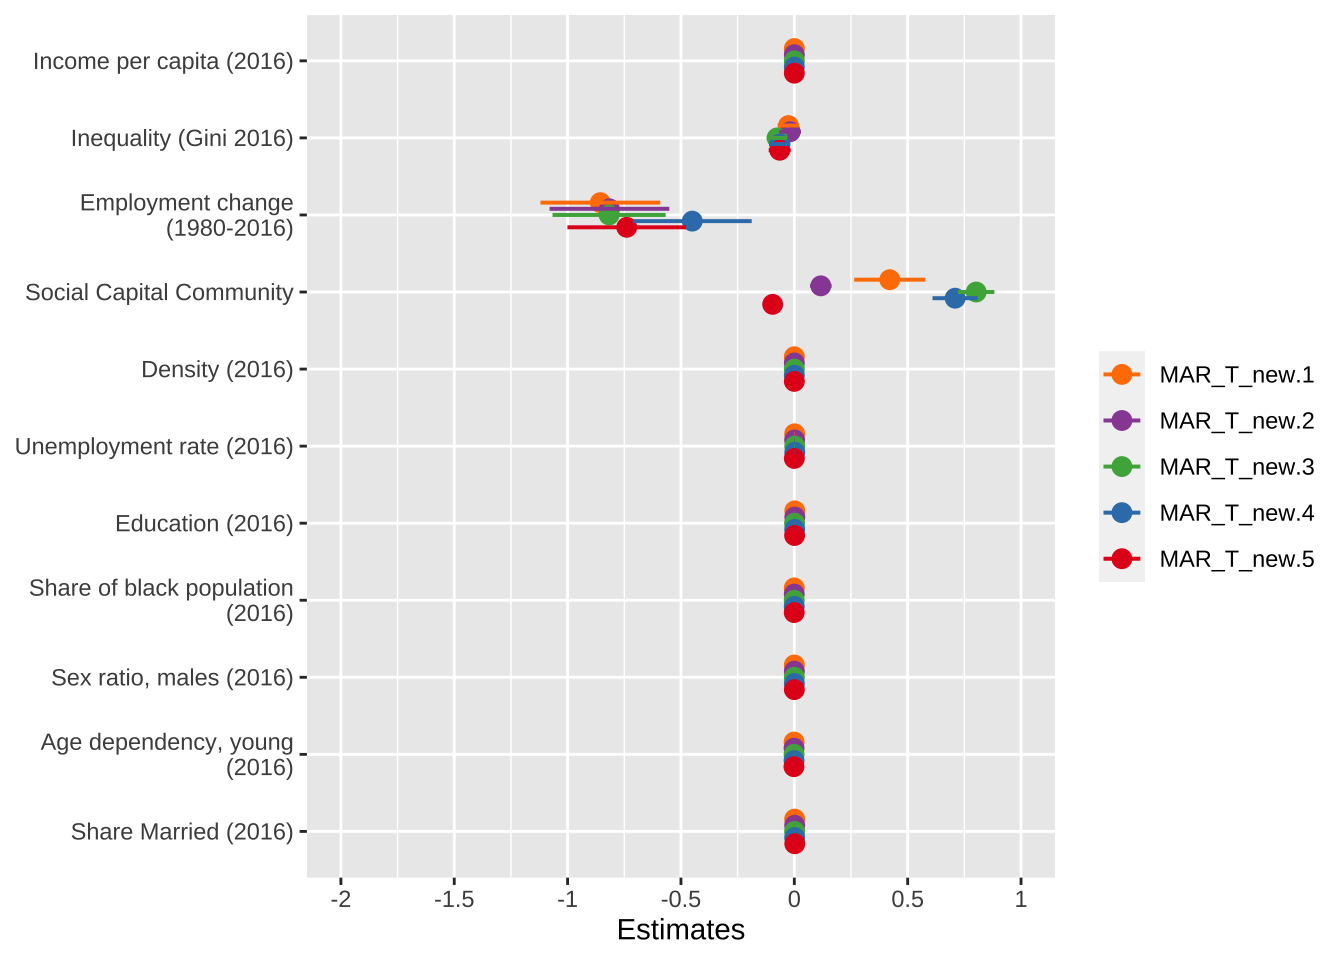 Income per capita (2016)
Inequality (Gini 2016)
Employment change
(1980-2016)
Social Capital Community
Density (2016)
Unemployment rate (2016)
Education (2016)
Share of black population
(2016)
Sex ratio, males (2016)
Age dependency, young
(2016)
Share Married (2016)
-2 -1.5 -1 -0.5 0 0.5 1
Estimates
MAR_T_new.1
MAR_T_new.2
MAR_T_new.3
MAR_T_new.4
MAR_T_new.5